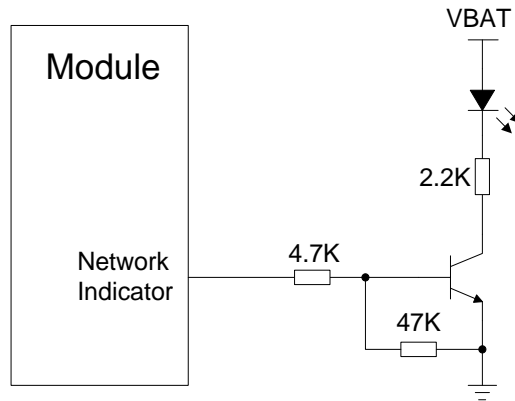 VBAT
Module
2.2K
Network
Indicator
4.7K
47K